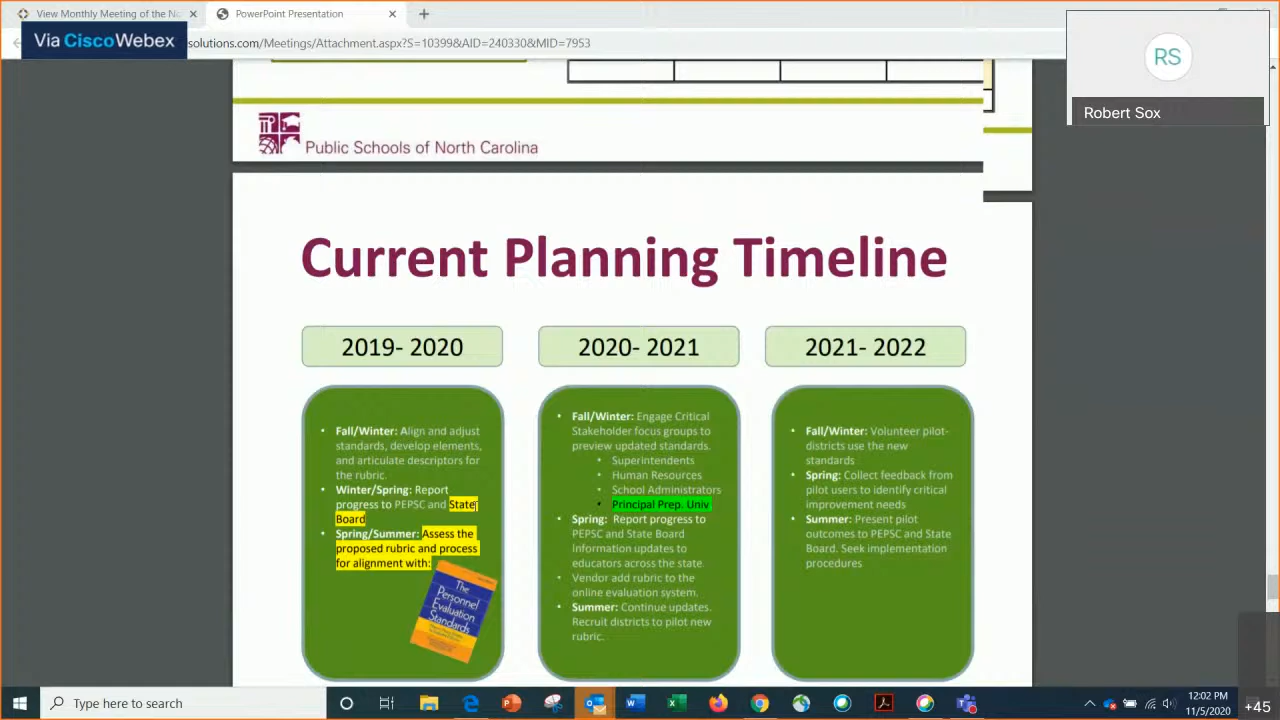 View Monthly Meeting of the No
PowerPoint Presentation
Via CiscoWebex
solutions.com/Meetings/Attachment.aspx?S=10399&AID=240330&MID=7953
RS
Robert Sox
Public Schools of North Carolina
Current Planning Timeline
2019- 2020
2020- 2021
2021- 2022
• Fall/Winter: Align and adjust
standards, develop elements,
and articulate descriptors for
the rubric.
• Winter/Spring: Report
progress to PEPSC and State
Board
• Spring/Summer: Assess the
proposed rubric and process
for alignment with:
The
Personnel
Evaluation
Standards
• Fall/Winter: Engage Critical
Stakeholder focus groups to
preview updated standards.
• Superintendents
• Human Resources
• School Administrators
• Principal Prep. Univ
• Spring: Report progress to
PEPSC and State Board
Information updates to
educators across the state.
• Vendor add rubric to the
online evaluation system.
• Summer: Continue updates.
Recruit districts to pilot new
rubric.
• Fall/Winter: Volunteer pilot-
districts use the new
standards
• Spring: Collect feedback from
pilot users to identify critical
improvement needs
• Summer: Present pilot
outcomes to PEPSC and State
Board. Seek implementation
procedures
Type here to search
12:02 PM
11/5/2020
+45